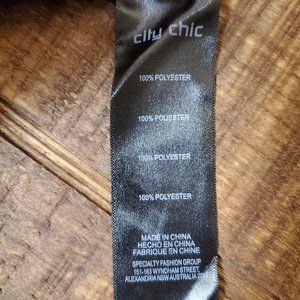 city chic
100% POLYESTER
100% POLIESTER
100% POLYESTER
100% POLYESTER
MADE IN CHINA
HECHO EN CHINA
FABRIQUE EN CHINE
SPECIALTY FASHION GROUP
151-163 WYNDHAM STREET,
ALEXANDRIA NSW AUSTRALIA